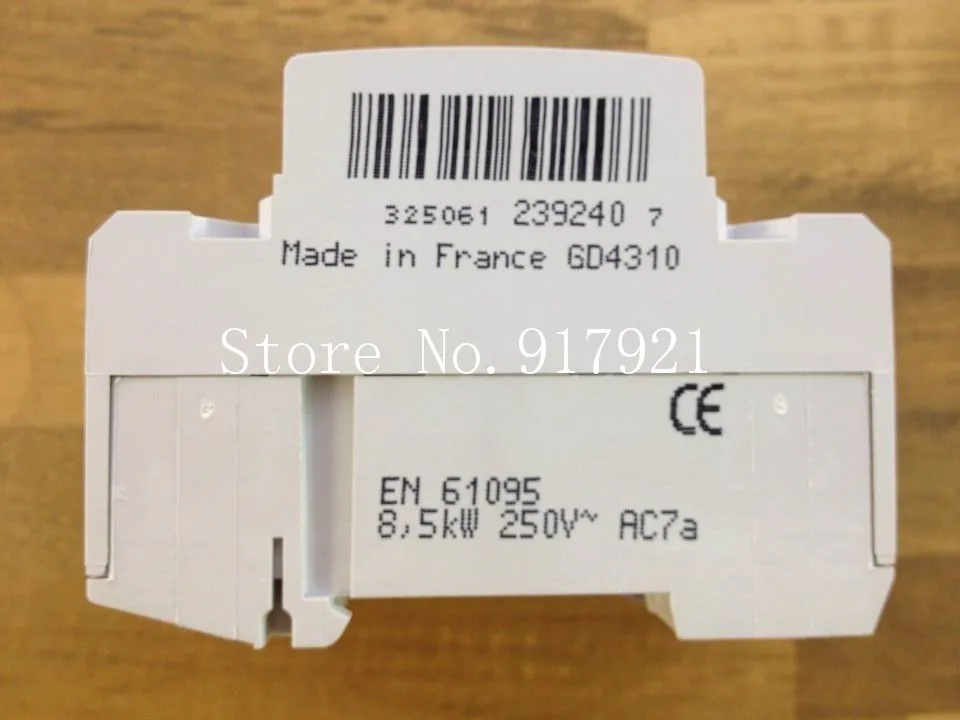 325061 239240 7
Made in France GD4310
Store No.917921
CE
EN 61095
8,5kW 250V~ AC7a